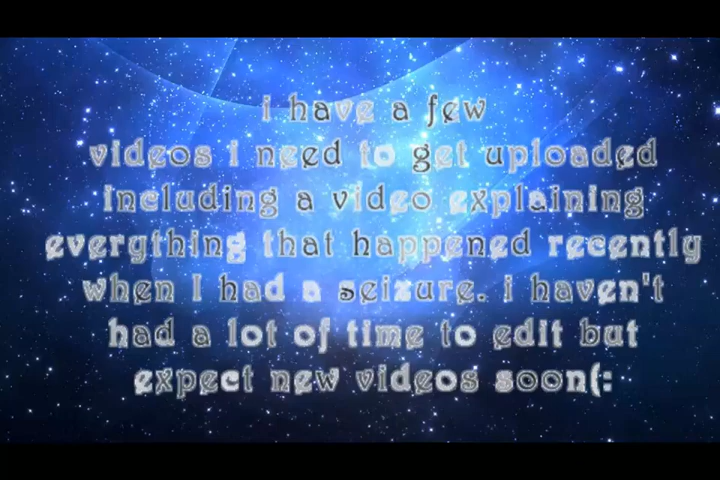 i have a few
videos i need to get uploaded
including a video explaining
everything that happened recently
when I had a seizure. i haven't
had a lot of time to edit but
expect new videos soon(: